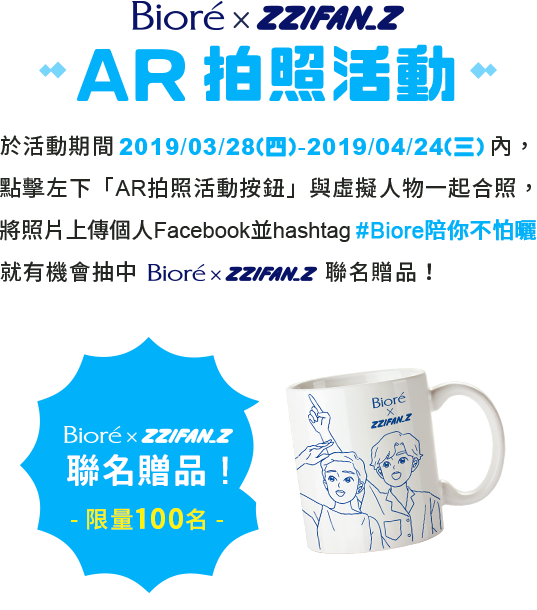 Bioré × ZZIFAN_Z
AR 拍照活動
於活動期間 2019/03/28(四)-2019/04/24(三) 內，
點擊左下「AR拍照活動按鈕」與虛擬人物一起合照，
將照片上傳個人Facebook並hashtag #Biore陪你不怕曬
就有機會抽中 Bioré × ZZIFAN_Z 聯名贈品！
Bioré × ZZIFAN_Z
聯名贈品！
- 限量100名 -
Bioré
×
ZZIFAN_Z